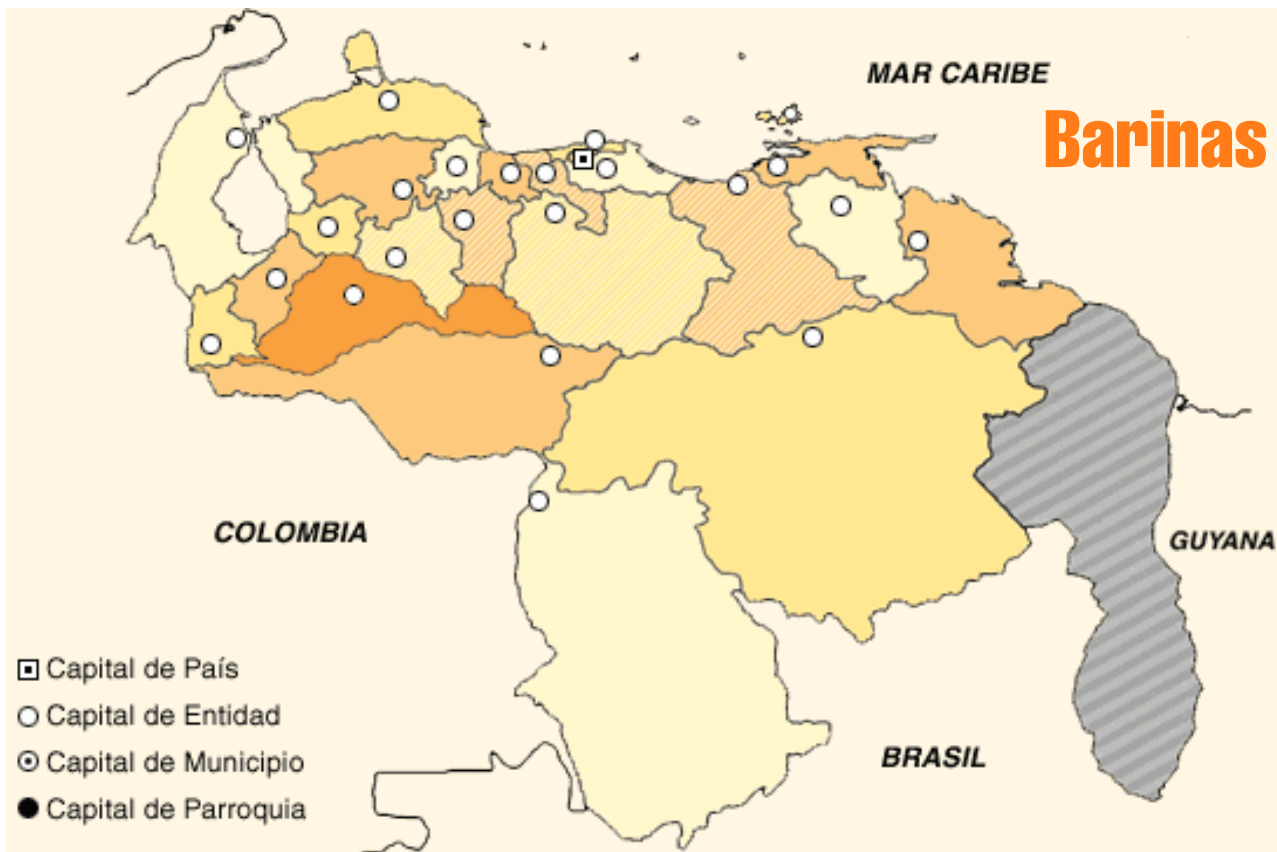 MAR CARIBE
Barinas
COLOMBIA
GUYANA
Capital de País
Capital de Entidad
Capital de Municipio
Capital de Parroquia
BRASIL